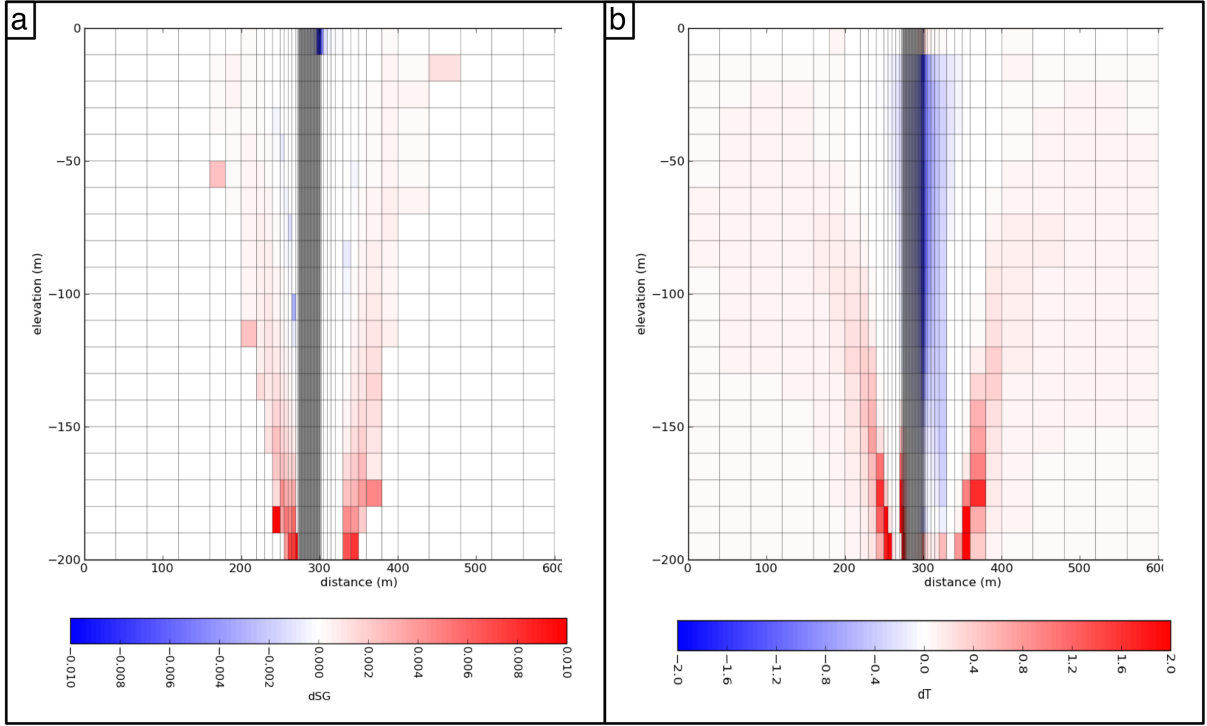 a
0
−50
−100
−150
−200
elevation (m)
0 100 200 300 400 500 60
distance (m)
−0.010 −0.008 −0.006 −0.004 −0.002 0.000 0.002 0.004 0.006 0.008 0.010
dSG
b
0
−50
−100
−150
−200
elevation (m)
0 100 200 300 400 500 60
distance (m)
−2.0 −1.6 −1.2 −0.8 −0.4 0.0 0.4 0.8 1.2 1.6 2.0
dT